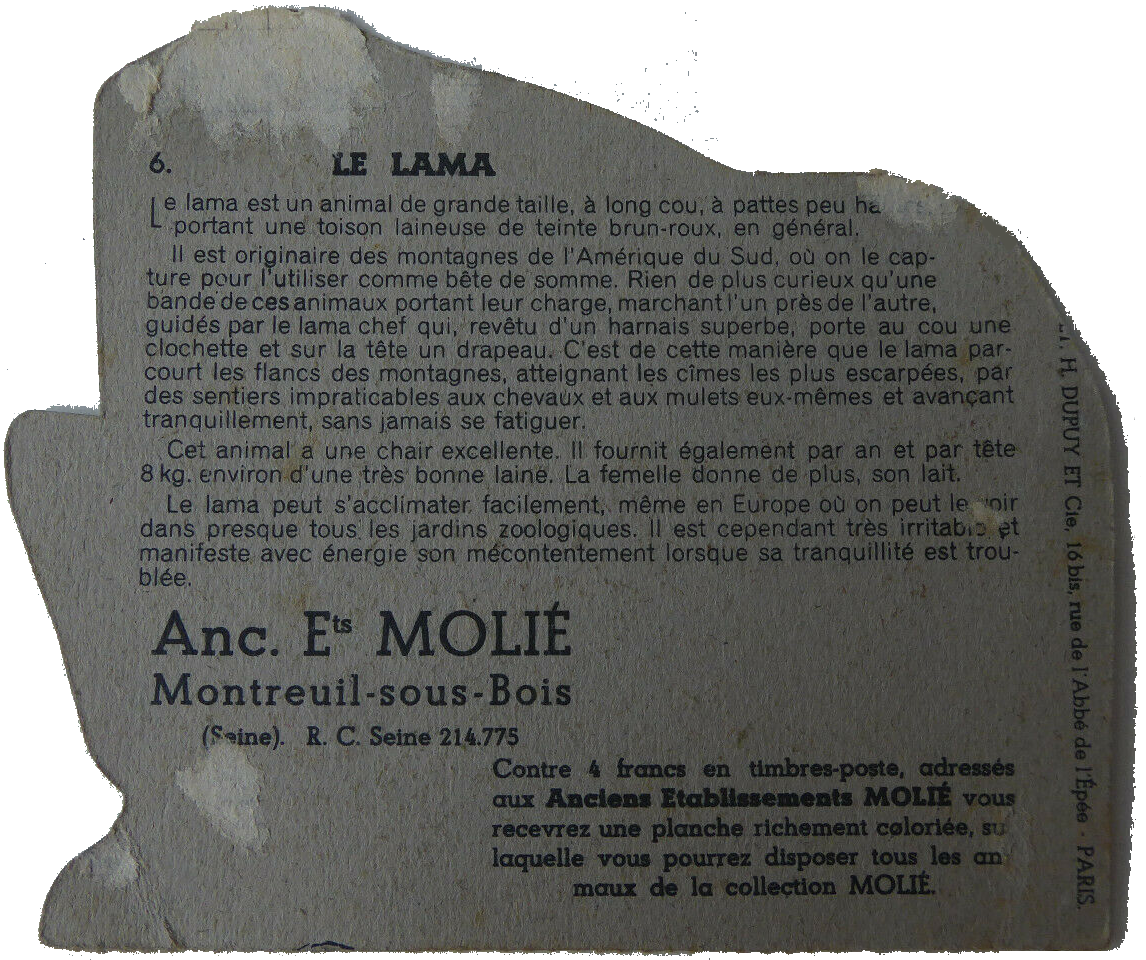 6. LE LAMA
Le lama est un animal de grande taille, à long cou, à pattes peu
portant une toison laineuse de teinte brun-roux, en général.
Il est originaire des montagnes de l'Amérique du Sud, où on le cap-
ture pour l'utiliser comme bête de somme. Rien de plus curieux qu'une
bande de ces animaux portant leur charge, marchant l'un près de l'autre,
guidés par le lama chef qui, revêtu d'un harnais superbe, porte au cou une
clochette et sur la tête un drapeau. C'est de cette manière que le lama par-
court les flancs des montagnes, atteignant les cîmes les plus escarpées, par
des sentiers impraticables aux chevaux et aux mulets eux-mêmes et avançant
tranquillement, sans jamais se fatiguer.
Cet animal a une chair excellente. Il fournit également par an et par tête
8 kg. environ d'une très bonne laine. La femelle donne de plus, son lait.
Le lama peut s'acclimater facilement, même en Europe où on peut le voir
dans presque tous les jardins zoologiques. Il est cependant très irritable et
manifeste avec énergie son mécontentement lorsque sa tranquillité est trou-
blée.
Anc. Ets MOLIÉ
Montreuil-sous-Bois
(Seine). R. C. Seine 214.775
Contre 4 francs en timbres-poste, adressés
aux Anciens Etablissements MOLIÉ vous
recevrez une planche richement coloriée, su
laquelle vous pourrez disposer tous les an
maux de la collection MOLIÉ.
H. DUPUY ET Cie, 16 bis, rue de l'Abbé de l'Épée - PARIS.